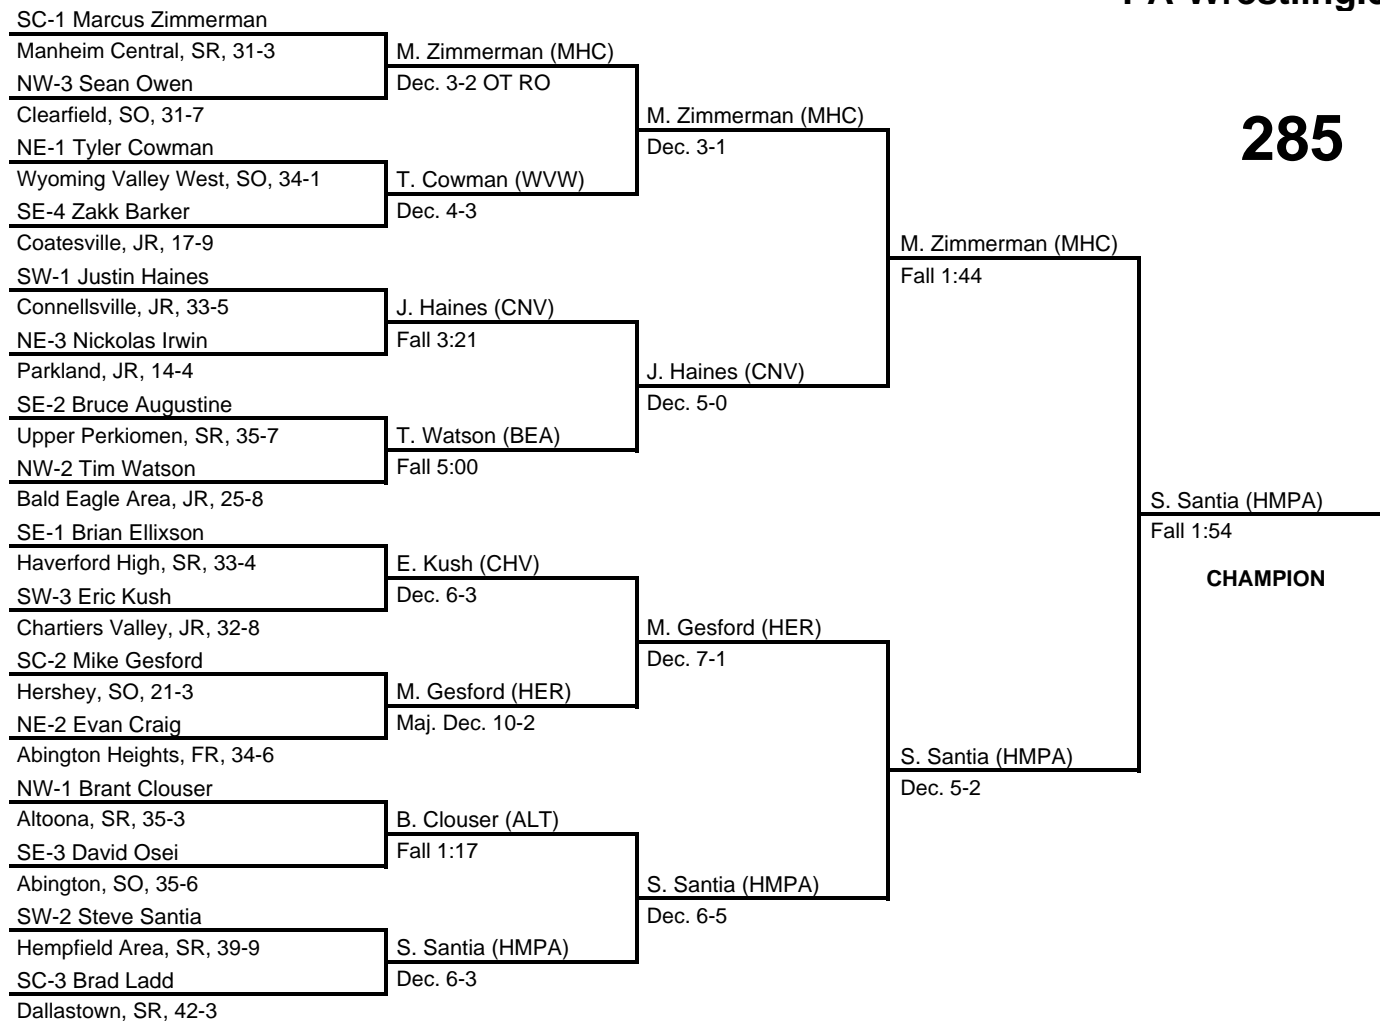 PA Wrestling
285
SC-1 Marcus Zimmerman
Manheim Central, SR, 31-3
NW-3 Sean Owen
Clearfield, SO, 31-7
NE-1 Tyler Cowman
Wyoming Valley West, SO, 34-1
SE-4 Zakk Barker
Coatesville, JR, 17-9
SW-1 Justin Haines
Connellsville, JR, 33-5
NE-3 Nickolas Irwin
Parkland, JR, 14-4
SE-2 Bruce Augustine
Upper Perkiomen, SR, 35-7
NW-2 Tim Watson
Bald Eagle Area, JR, 25-8
SE-1 Brian Ellixson
Haverford High, SR, 33-4
SW-3 Eric Kush
Chartiers Valley, JR, 32-8
SC-2 Mike Gesford
Hershey, SO, 21-3
NE-2 Evan Craig
Abington Heights, FR, 34-6
NW-1 Brant Clouser
Altoona, SR, 35-3
SE-3 David Osei
Abington, SO, 35-6
SW-2 Steve Santia
Hempfield Area, SR, 39-9
SC-3 Brad Ladd
Dallastown, SR, 42-3
M. Zimmerman (MHC)
Dec. 3-2 OT RO
T. Cowman (WVW)
Dec. 4-3
J. Haines (CNV)
Fall 3:21
T. Watson (BEA)
Fall 5:00
E. Kush (CHV)
Dec. 6-3
M. Gesford (HER)
Maj. Dec. 10-2
B. Clouser (ALT)
Fall 1:17
S. Santia (HMPA)
Dec. 6-3
M. Zimmerman (MHC)
Dec. 3-1
J. Haines (CNV)
Dec. 5-0
M. Gesford (HER)
Dec. 7-1
S. Santia (HMPA)
Dec. 6-5
M. Zimmerman (MHC)
Fall 1:44
S. Santia (HMPA)
Dec. 5-2
S. Santia (HMPA)
Fall 1:54
CHAMPION